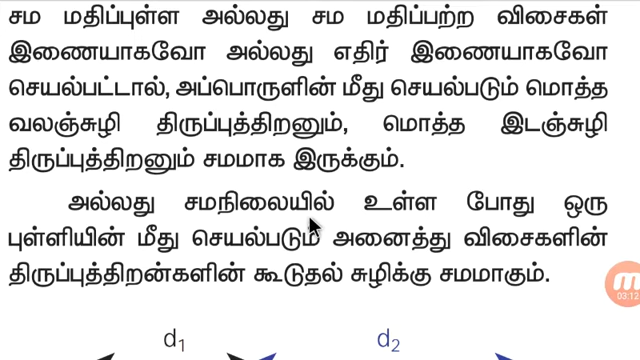 சம மதிப்புள்ள அல்லது சம மதிப்பற்ற விசைகள்
இணையாகவோ அல்லது எதிர் இணையாகவோ
செயல்பட்டால், அப்பொருளின் மீது செயல்படும் மொத்த
வலஞ்சுழி திருப்புத்திறனும், மொத்த இடஞ்சுழி
திருப்புத்திறனும் சமமாக இருக்கும்.
அல்லது சமநிலையில் உள்ள போது ஒரு
புள்ளியின் மீது செயல்படும் அனைத்து விசைகளின்
திருப்புத்திறன்களின் கூடுதல் சுழிக்கு சமமாகும்.
d₁ d₂
03:12